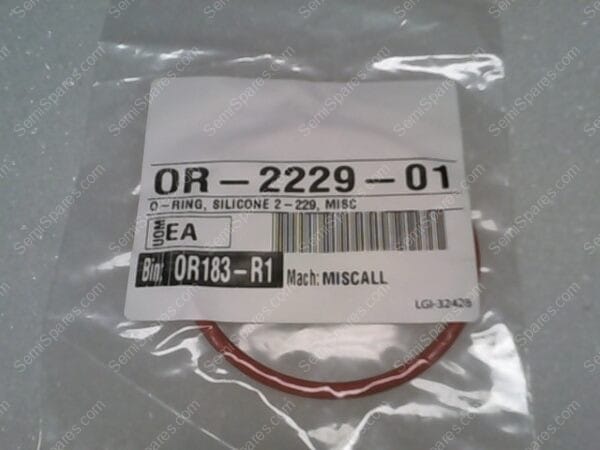 OR-2229-01
O-RING, SILICONE 2-229, MISC
UOM EA
Bin: OR183-R1 Mach: MISCALL
LGI-32428
SemiSpares.com